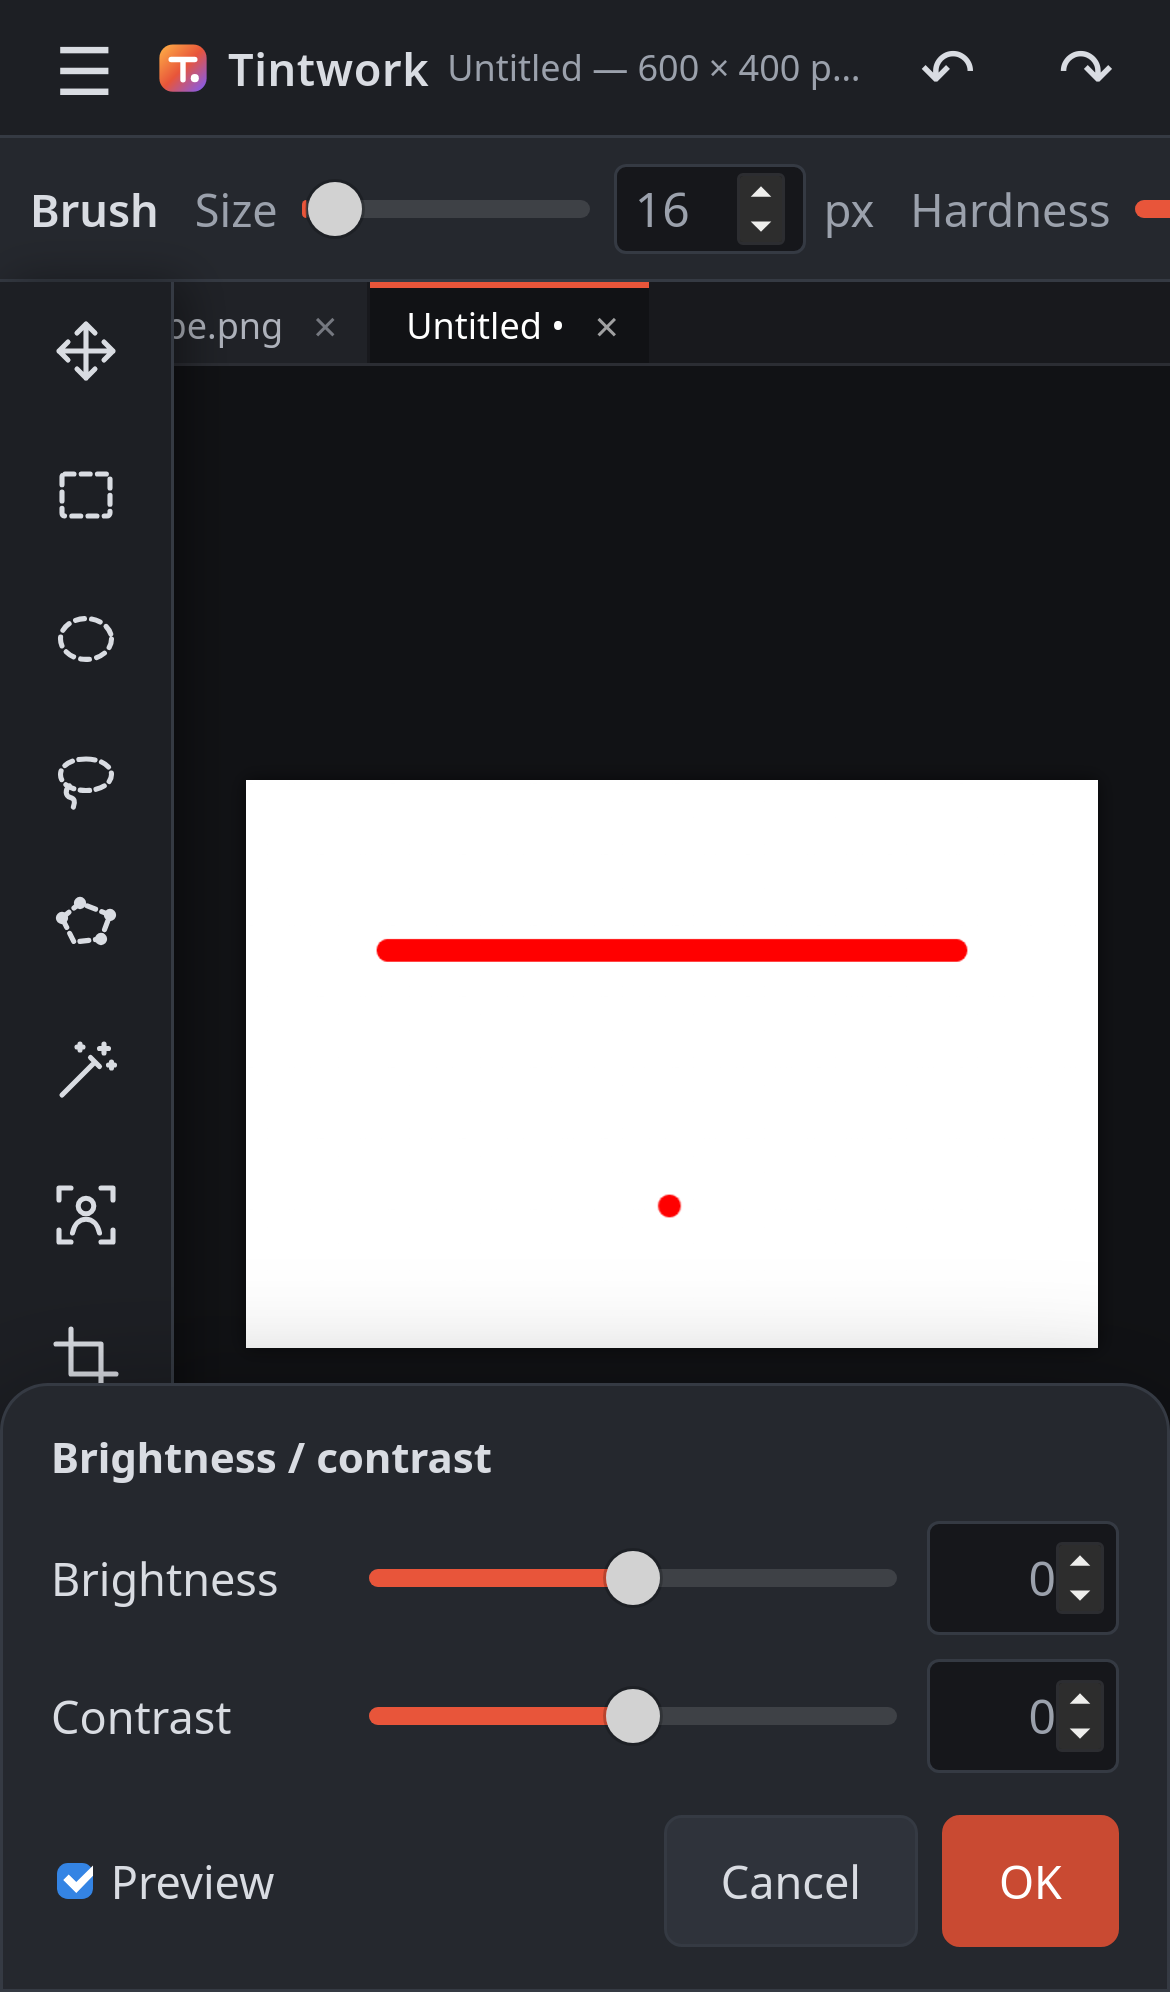 Tintwork Untitled — 600 × 400 p...
Brush Size 16 px Hardness
pe.png × Untitled • ×
Brightness / contrast
Brightness 0
Contrast 0
Preview Cancel OK